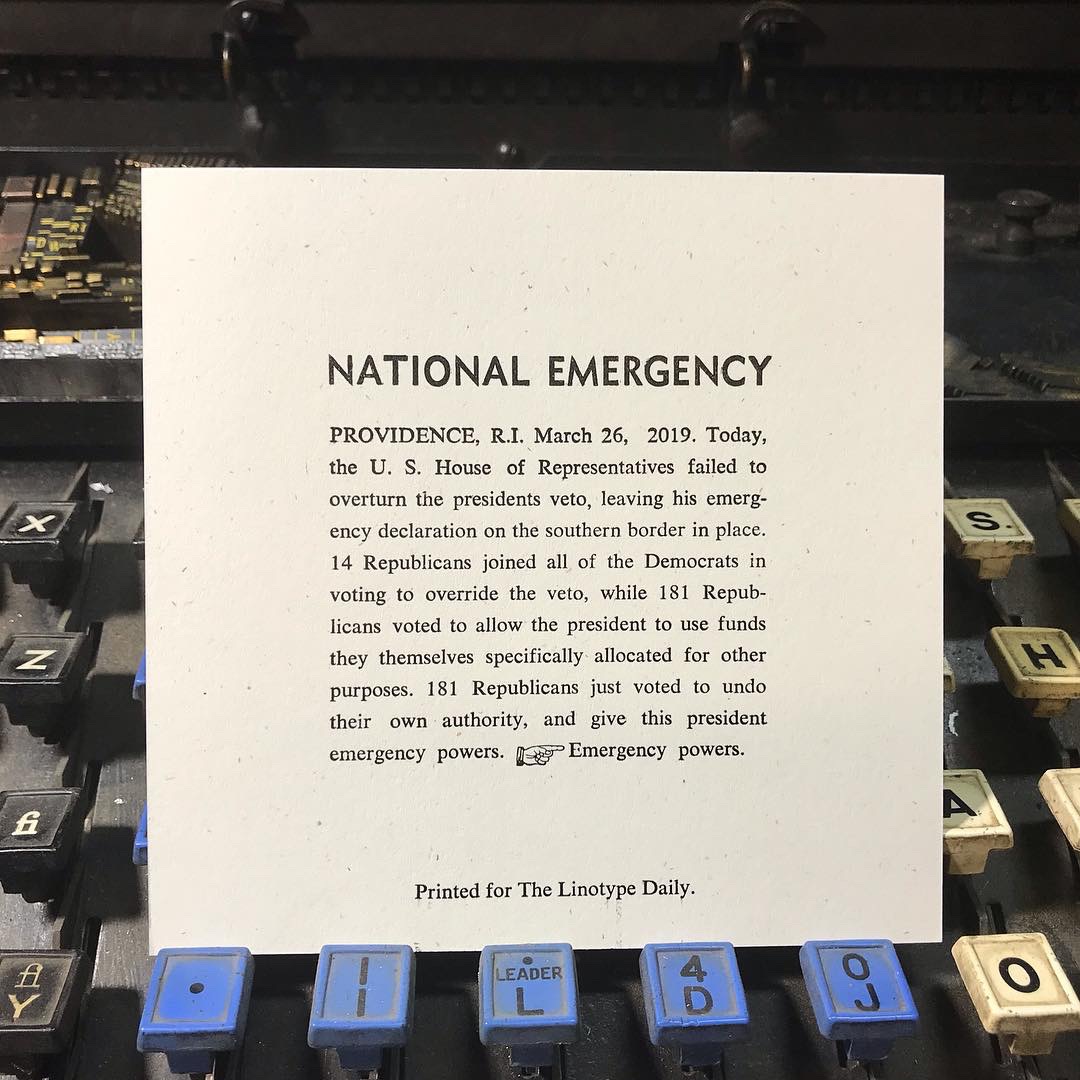 NATIONAL EMERGENCY
PROVIDENCE, R.I. March 26, 2019. Today,
the U. S. House of Representatives failed to
overturn the presidents veto, leaving his emerg-
ency declaration on the southern border in place.
14 Republicans joined all of the Democrats in
voting to override the veto, while 181 Repub-
licans voted to allow the president to use funds
they themselves specifically allocated for other
purposes. 181 Republicans just voted to undo
their own authority, and give this president
emergency powers. Emergency powers.
Printed for The Linotype Daily.
X
S.
Z
H
fi
A
fl
Y
•
I
I
LEADER
L
4
D
0
J
O